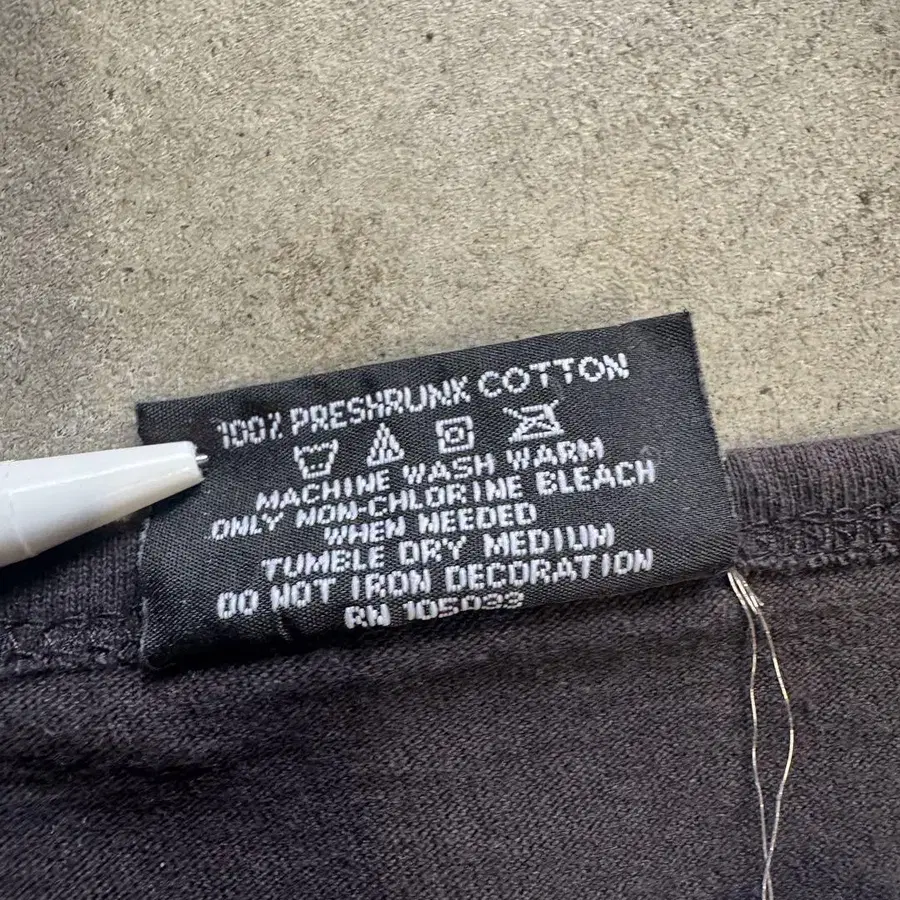 100% PRESHRUNK COTTON
MACHINE WASH WARM
ONLY NON-CHLORINE BLEACH
WHEN NEEDED
TUMBLE DRY MEDIUM
DO NOT IRON DECORATION
RN 105033